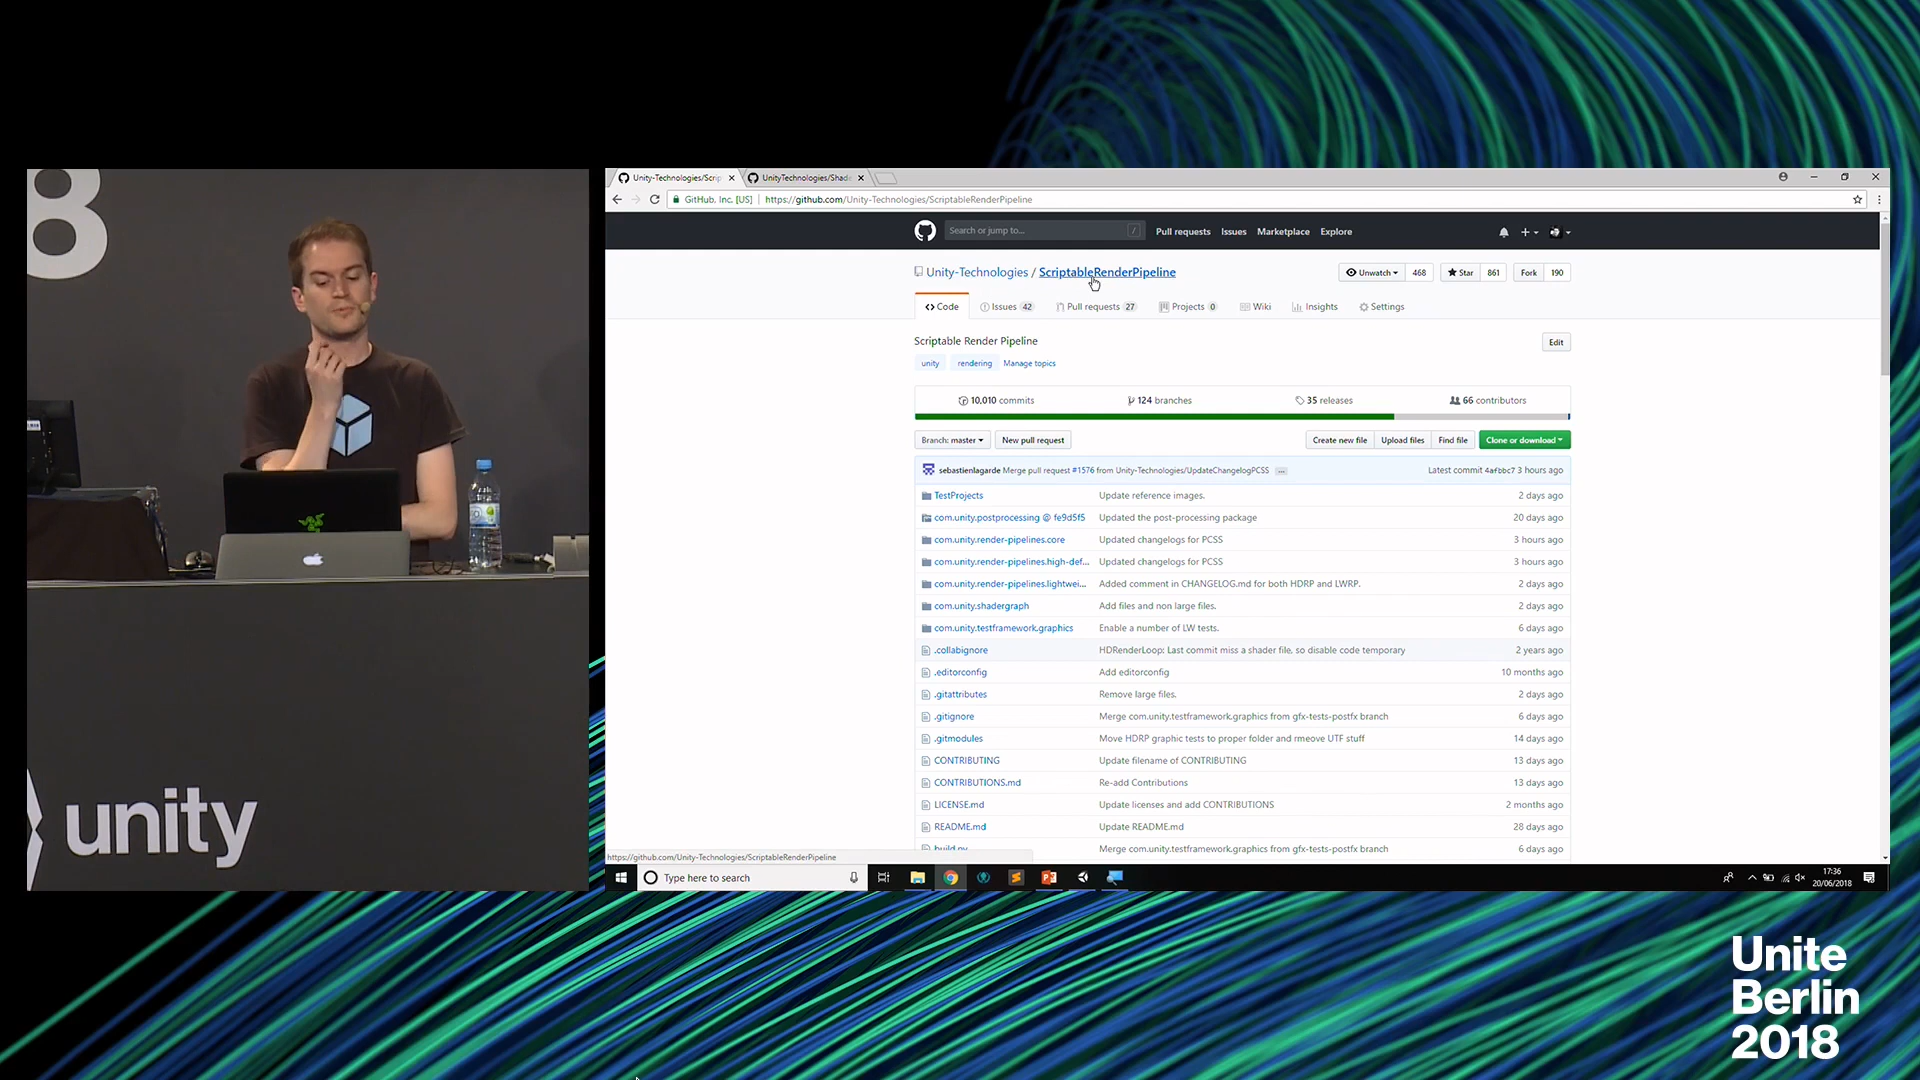 8
unity
Unity-Technologies/Scrip
UnityTechnologies/Shade
GitHub, Inc. [US]
https://github.com/Unity-Technologies/ScriptableRenderPipeline
Search or jump to...
/
Pull requests
Issues
Marketplace
Explore
Unity-Technologies / ScriptableRenderPipeline
Unwatch 468
Star 861
Fork 190
Code
Issues 42
Pull requests 27
Projects 0
Wiki
Insights
Settings
Scriptable Render Pipeline
Edit
unity rendering Manage topics
10,010 commits
124 branches
35 releases
66 contributors
Branch: master
New pull request
Create new file
Upload files
Find file
Clone or download
sebastienlagarde Merge pull request #1576 from Unity-Technologies/UpdateChangelogPCSS ... Latest commit 4afbbc7 3 hours ago
TestProjects Update reference images. 2 days ago
com.unity.postprocessing @ fe9d5f5 Updated the post-processing package 20 days ago
com.unity.render-pipelines.core Updated changelogs for PCSS 3 hours ago
com.unity.render-pipelines.high-def... Updated changelogs for PCSS 3 hours ago
com.unity.render-pipelines.lightwei... Added comment in CHANGELOG.md for both HDRP and LWRP. 2 days ago
com.unity.shadergraph Add files and non large files. 2 days ago
com.unity.testframework.graphics Enable a number of LW tests. 6 days ago
.collabignore HDRenderLoop: Last commit miss a shader file, so disable code temporary 2 years ago
.editorconfig Add editorconfig 10 months ago
.gitattributes Remove large files. 2 days ago
.gitignore Merge com.unity.testframework.graphics from gfx-tests-postfx branch 6 days ago
.gitmodules Move HDRP graphic tests to proper folder and rmeove UTF stuff 14 days ago
CONTRIBUTING Update filename of CONTRIBUTING 13 days ago
CONTRIBUTIONS.md Re-add Contributions 13 days ago
LICENSE.md Update licenses and add CONTRIBUTIONS 2 months ago
README.md Update README.md 28 days ago
build.py Merge com.unity.testframework.graphics from gfx-tests-postfx branch 6 days ago
https://github.com/Unity-Technologies/ScriptableRenderPipeline
Type here to search
17:36
20/06/2018
Unite
Berlin
2018